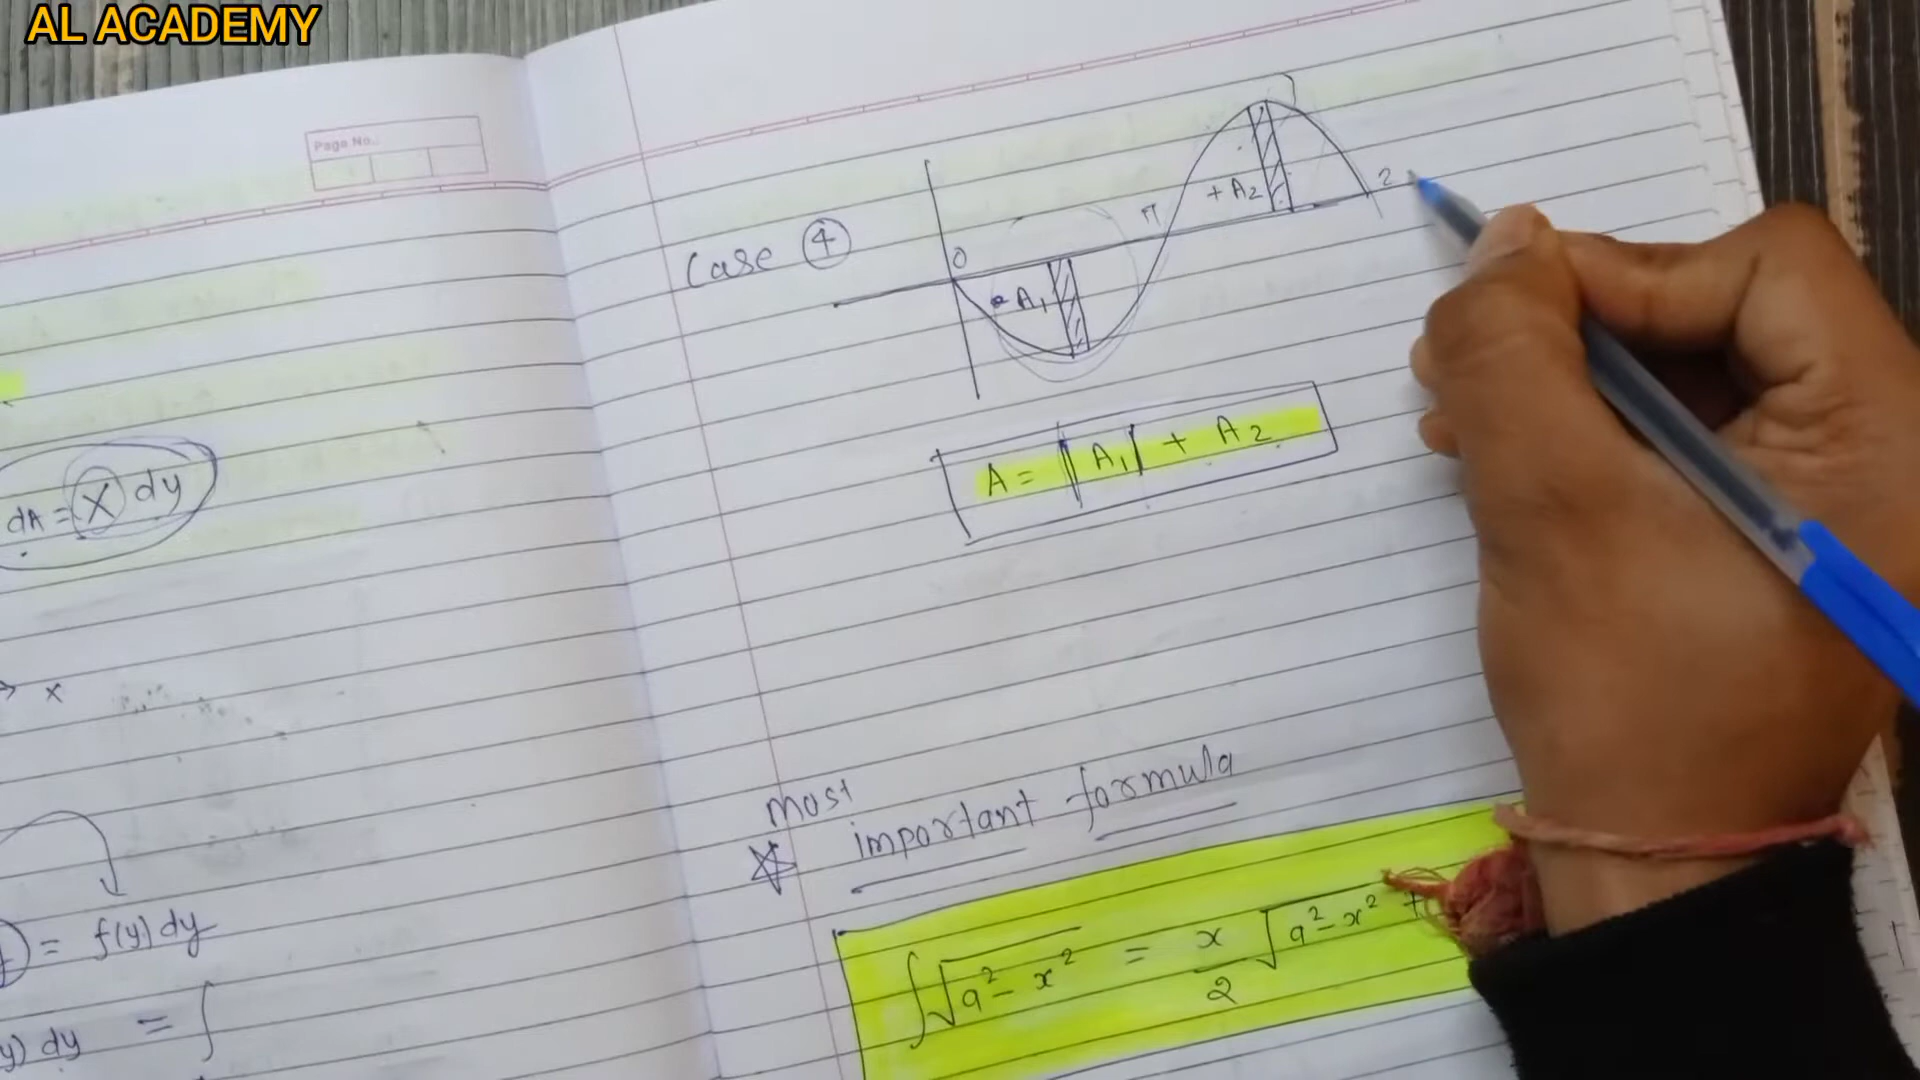 AL ACADEMY
Page No.:
dA = x dy
→ x
= f(y) dy
y) dy = ∫
Case ④
0
- A₁
π
+ A₂
2
A = |A₁| + A₂
most
important formula
∫√a² - x² = x/2 √a² - x² +